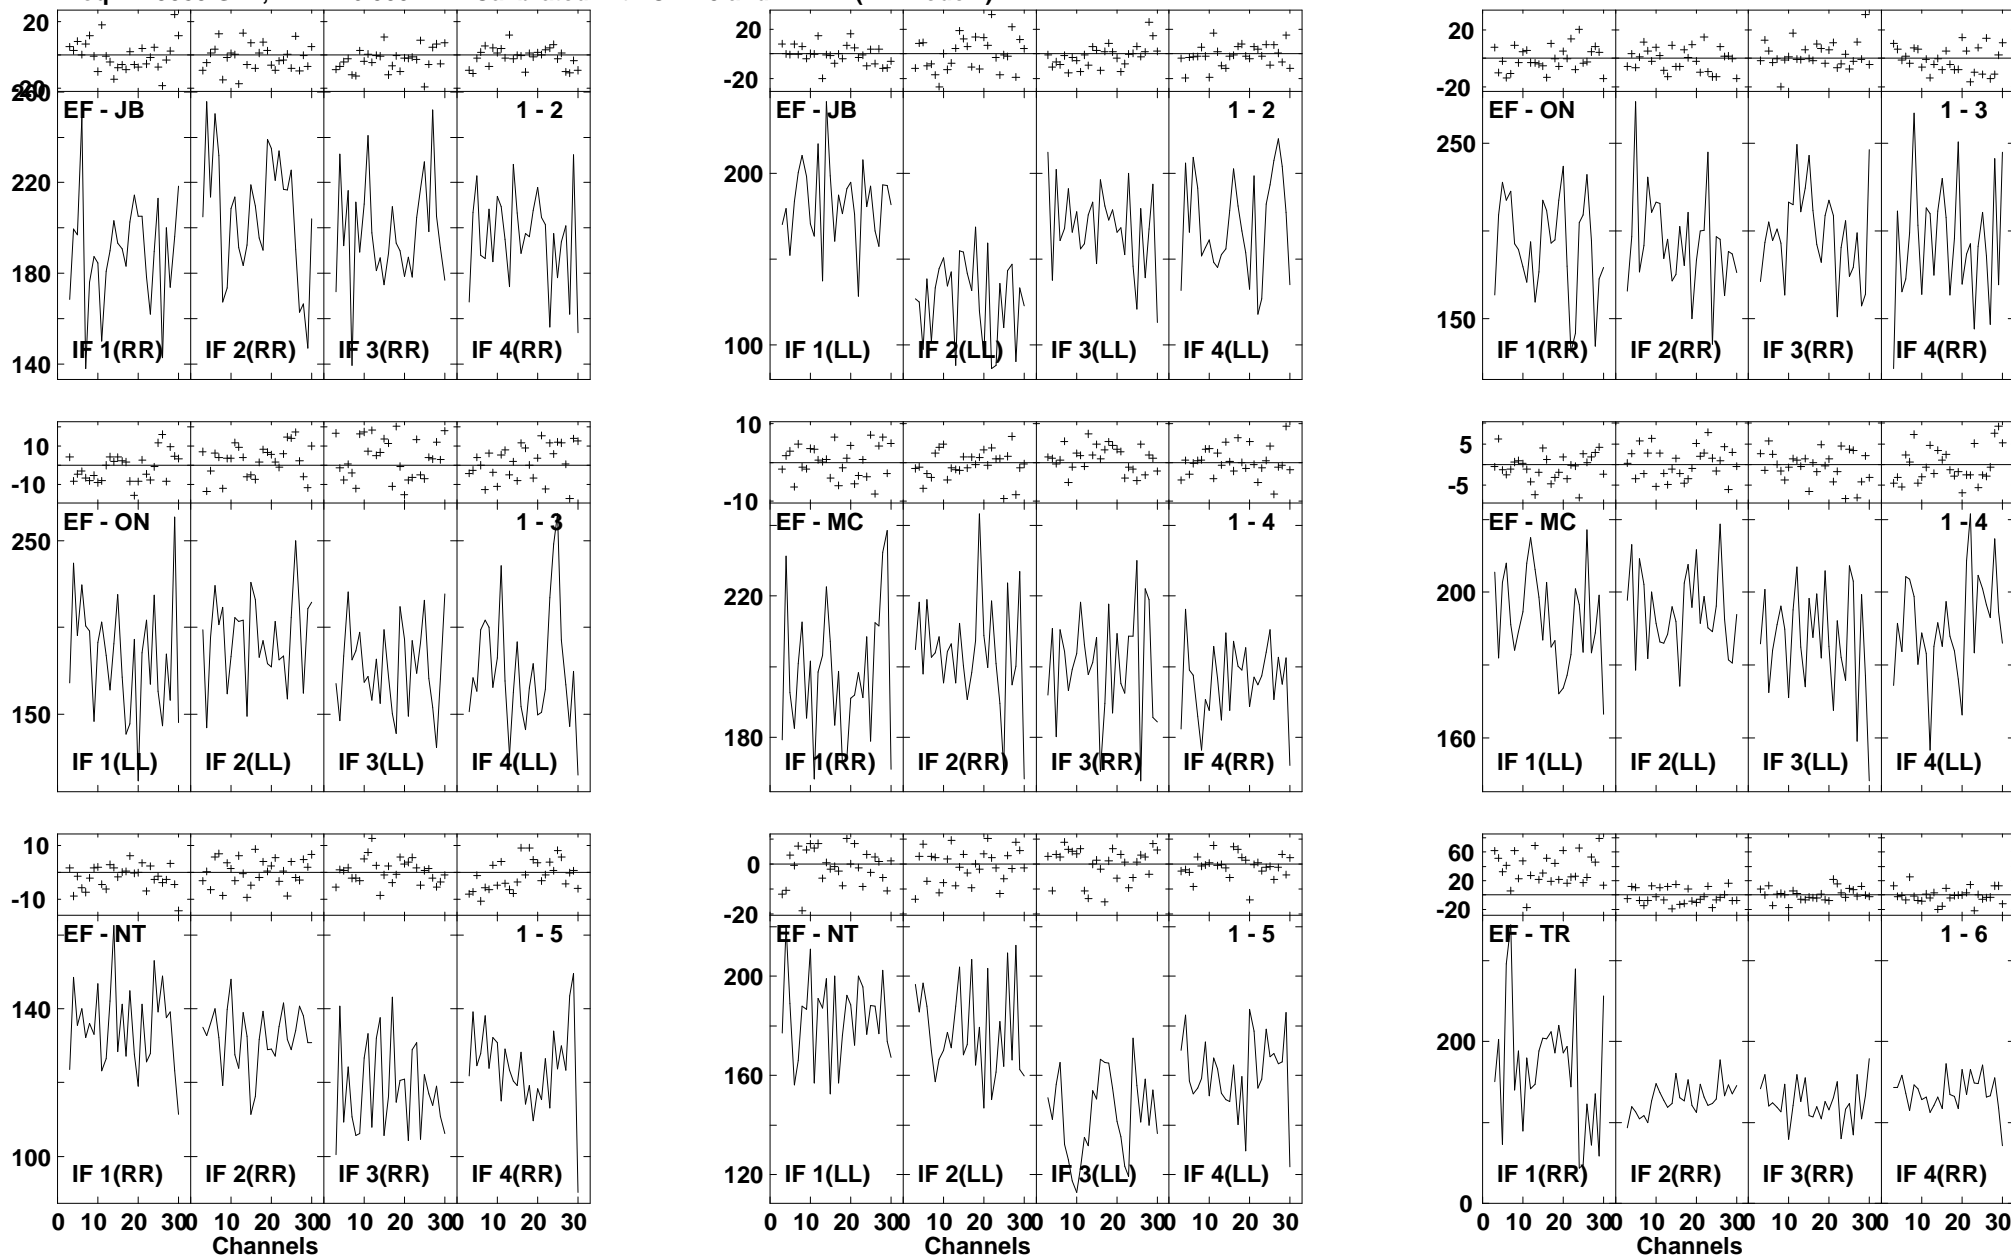 20
-20
260
220
180
140
EF - JB
1 - 2
IF 1(RR)
IF 2(RR)
IF 3(RR)
IF 4(RR)
20
-20
200
100
EF - JB
1 - 2
IF 1(LL)
IF 2(LL)
IF 3(LL)
IF 4(LL)
20
-20
250
150
EF - ON
1 - 3
IF 1(RR)
IF 2(RR)
IF 3(RR)
IF 4(RR)
10
-10
250
150
EF - ON
1 - 3
IF 1(LL)
IF 2(LL)
IF 3(LL)
IF 4(LL)
10
-10
220
180
EF - MC
1 - 4
IF 1(RR)
IF 2(RR)
IF 3(RR)
IF 4(RR)
5
-5
200
160
EF - MC
1 - 4
IF 1(LL)
IF 2(LL)
IF 3(LL)
IF 4(LL)
10
-10
140
100
EF - NT
1 - 5
IF 1(RR)
IF 2(RR)
IF 3(RR)
IF 4(RR)
0 10 20 30 0 10 20 30 0 10 20 30 0 10 20 30
Channels
0
-20
200
160
120
EF - NT
1 - 5
IF 1(LL)
IF 2(LL)
IF 3(LL)
IF 4(LL)
0 10 20 30 0 10 20 30 0 10 20 30 0 10 20 30
Channels
60
20
-20
200
0
EF - TR
1 - 6
IF 1(RR)
IF 2(RR)
IF 3(RR)
IF 4(RR)
0 10 20 30 0 10 20 30 0 10 20 30 0 10 20 30
Channels